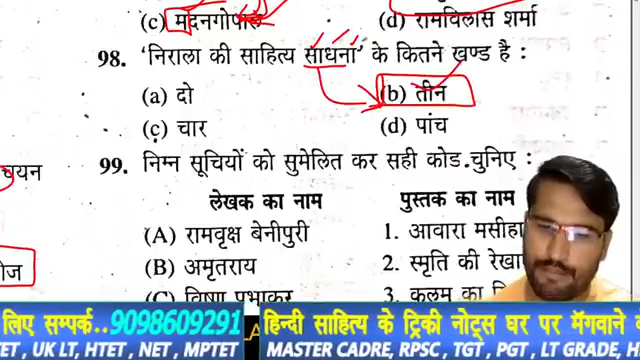 (c) मदनगोपाल (d) रामविलास शर्मा
98. 'निराला की साहित्य साधना' के कितने खण्ड है :
(a) दो (b) तीन
(c) चार (d) पांच
चयन
99. निम्न सूचियों को सुमेलित कर सही कोड चुनिए :
लेखक का नाम पुस्तक का नाम
(A) रामवृक्ष बेनीपुरी 1. आवारा मसीहा
(B) अमृतराय 2. स्मृति की रेखा
(C) विष्णु प्रभाकर 3. कलम का
लिए सम्पर्क..9098609291 हिन्दी साहित्य के ट्रिकी नोट्स घर पर मँगवाने
TET, UK LT, HTET , NET , MPTET MASTER CADRE, RPSC , TGT , PGT , LT GRADE,